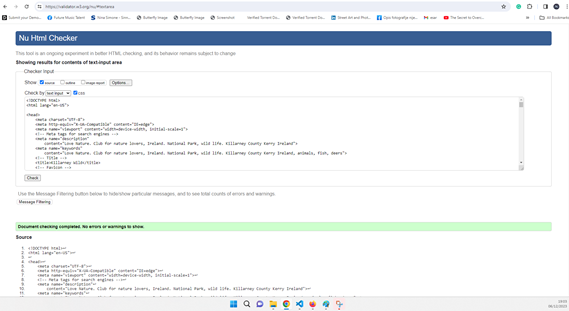 https://validator.w3.org/nu/#textarea
Submit your Demo...
Future Music Talent
Nina Simone - Sinn...
Butterfly Image
Butterfly Image
Screenshot
Verified Torrent Do...
Verified Torrent Do...
Street Art and Phot...
The Secret to Overc...
All Bookmarks
Nu Html Checker
This tool is an ongoing experiment in better HTML checking, and its behavior remains subject to change
Showing results for contents of text-input area
Checker Input
Show source outline image report Options...
Check by text input css
<!DOCTYPE html>
<html lang="en-US">
<head>
<meta charset="UTF-8">
<meta http-equiv="X-UA-Compatible" content="IE=edge">
<meta name="viewport" content="width=device-width, initial-scale=1">
<!-- Meta tags for search engines -->
<meta name="description"
content="Love Nature. Club for nature lovers, Ireland. National Park, wild life. Killarney County Kerry Ireland">
<meta name="keywords"
content="Love Nature. Club for nature lovers, Ireland. National Park, wild life. Killarney County Kerry Ireland, animals, fish, deers">
<!-- Title -->
<title>Killarney Wild</title>
<!-- Favicon -->
Check
Use the Message Filtering button below to hide/show particular messages, and to see total counts of errors and warnings.
Message Filtering
Document checking completed. No errors or warnings to show.
Source
1. <!DOCTYPE html>↩
2. <html lang="en-US">↩
3. ↩
4. <head>↩
5. <meta charset="UTF-8">↩
6. <meta http-equiv="X-UA-Compatible" content="IE=edge">↩
7. <meta name="viewport" content="width=device-width, initial-scale=1">↩
8. <!-- Meta tags for search engines -->↩
9. <meta name="description"↩
10. content="Love Nature. Club for nature lovers, Ireland. National Park, wild life. Killarney County Kerry Ireland">↩
11. <meta name="keywords"↩